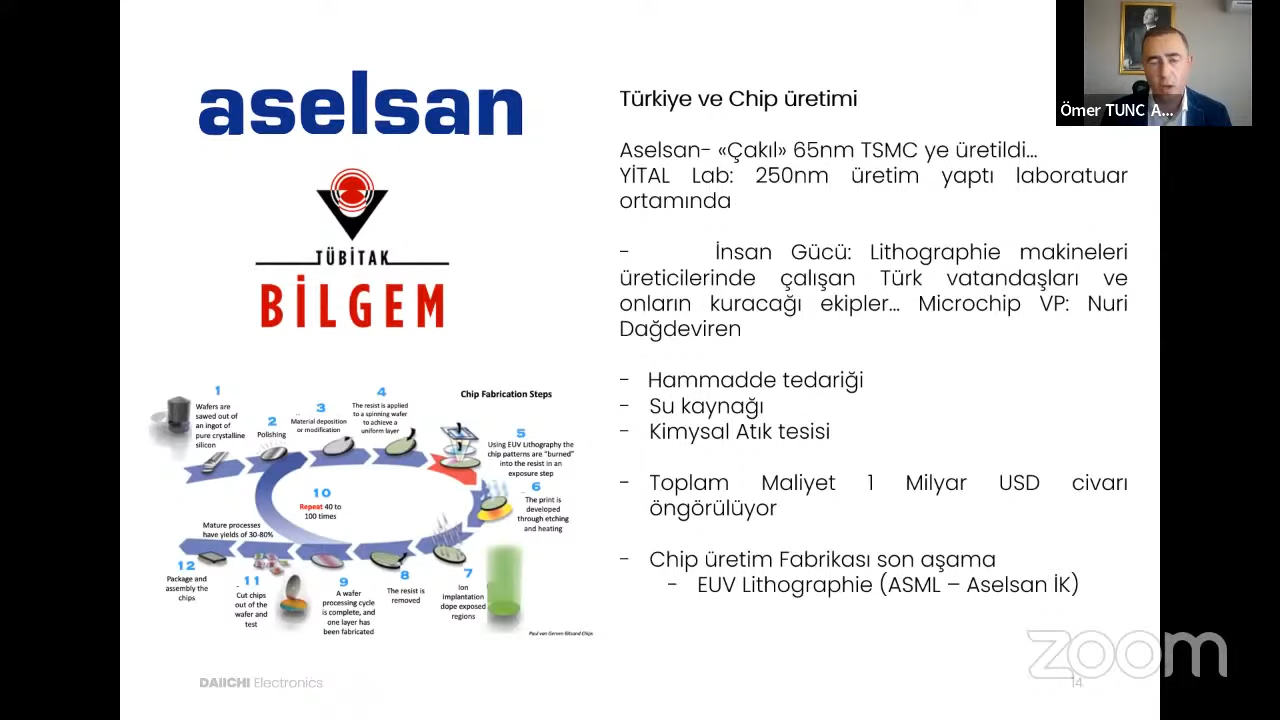 aselsan
TÜBİTAK
BİLGEM
Türkiye ve Chip üretimi
Aselsan- «Çakıl» 65nm TSMC ye üretildi...
YİTAL Lab: 250nm üretim yaptı laboratuar
ortamında
- İnsan Gücü: Lithographie makineleri
üreticilerinde çalışan Türk vatandaşları ve
onların kuracağı ekipler... Microchip VP: Nuri
Dağdeviren
- Hammadde tedariği
- Su kaynağı
- Kimysal Atık tesisi
- Toplam Maliyet 1 Milyar USD civarı
öngörülüyor
- Chip üretim Fabrikası son aşama
- EUV Lithographie (ASML – Aselsan İK)
Chip Fabrication Steps
1
Wafers are
sawed out of
an ingot of
pure crystalline
silicon
2
Polishing
3
Material deposition
or modification
4
The resist is applied
to a spinning wafer
to achieve a
uniform layer
5
Using EUV Lithography the
chip patterns are "burned"
into the resist in an
exposure step
6
The print is
developed
through etching
and heating
7
Ion
implantation
dope exposed
regions
8
The resist is
removed
9
A wafer
processing cycle
is complete, and
one layer has
been fabricated
10
Repeat 40 to
100 times
Mature processes
have yields of 30-80%
11
Cut chips
out of the
wafer and
test
12
Package and
assembly the
chips
Paul van Gerven Bitsand Chips
DAIICHI Electronics
14
Ömer TUNC A...
zoom